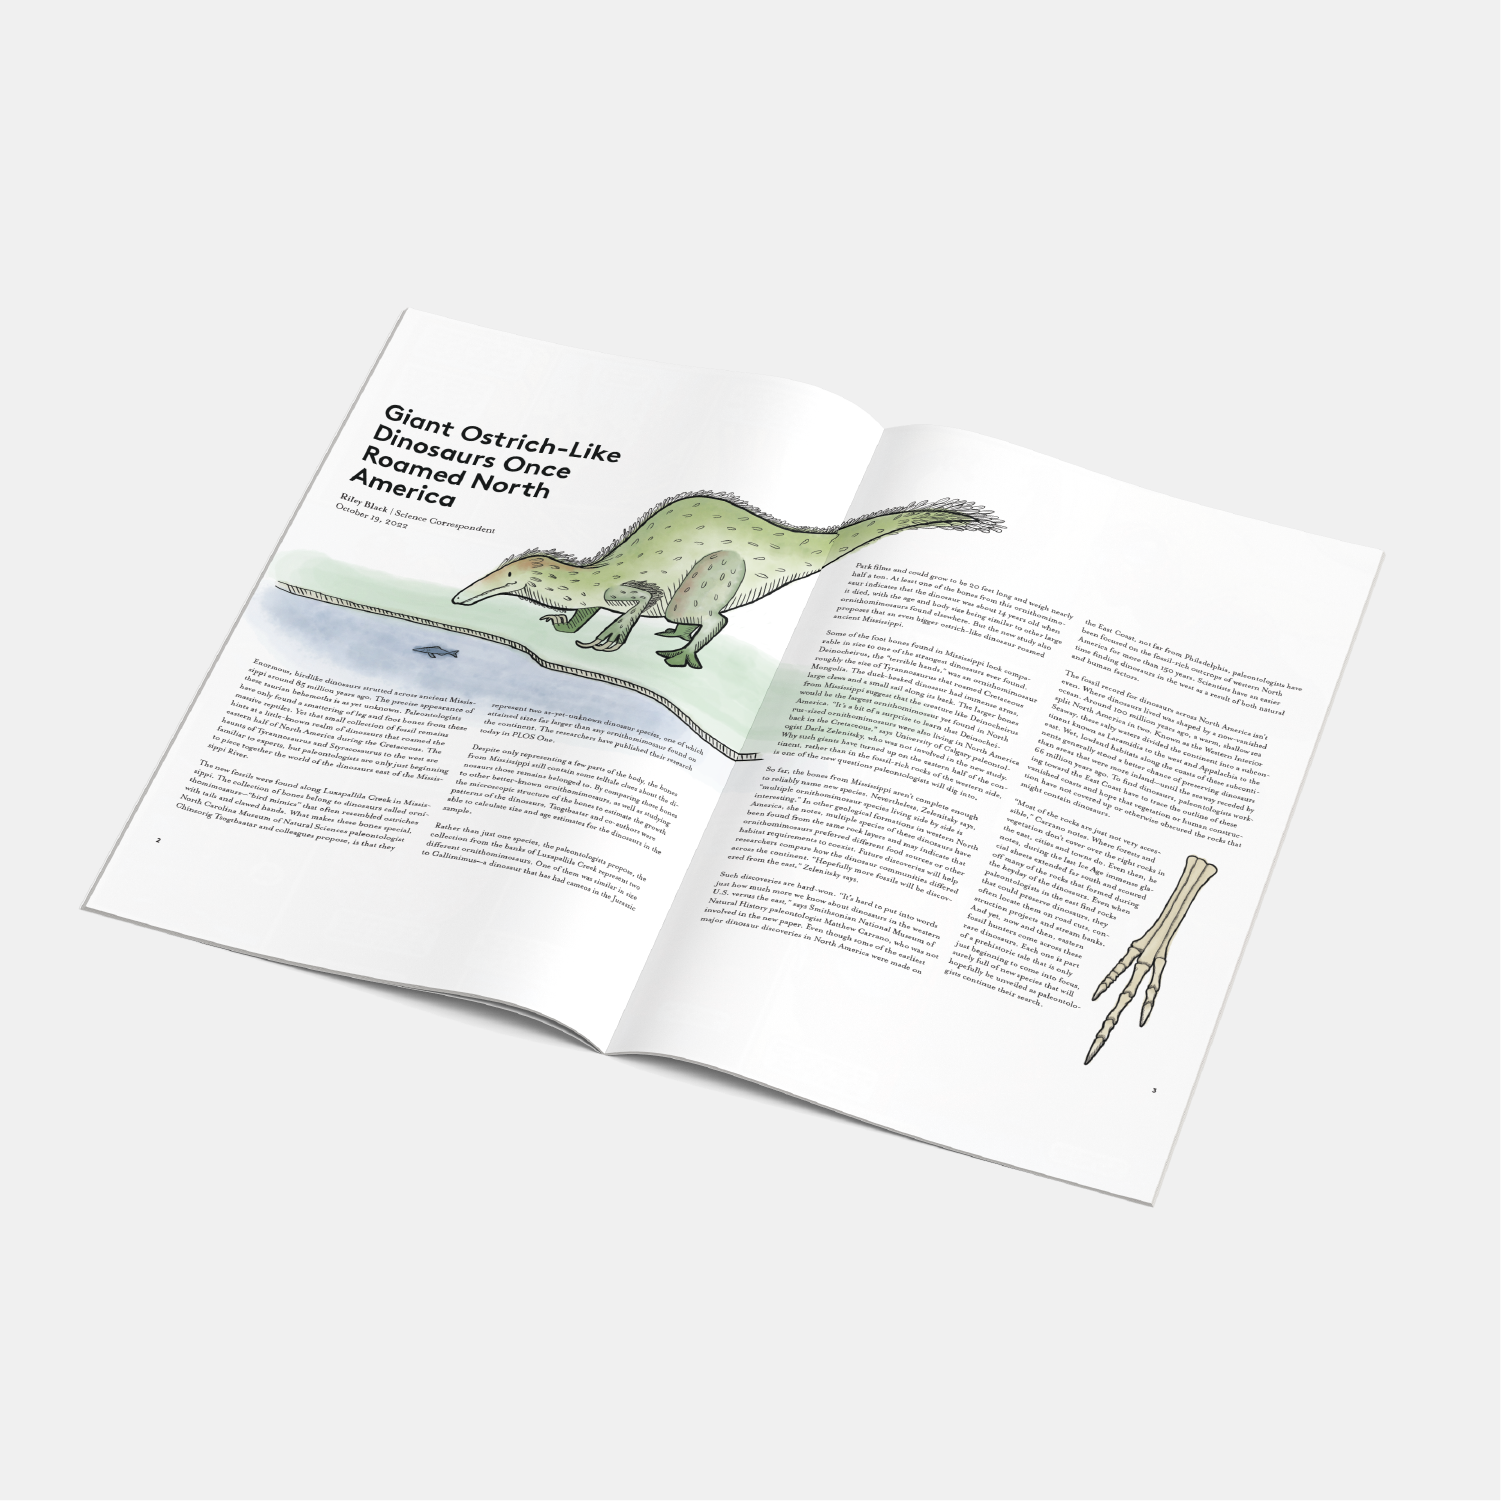 Giant Ostrich-Like
Dinosaurs Once
Roamed North
America
Riley Black | Science Correspondent
October 19, 2022
Enormous, birdlike dinosaurs strutted across ancient Missis-
sippi around 85 million years ago. The precise appearance of
these saurian behemoths is as yet unknown. Paleontologists
have only found a smattering of leg and foot bones from these
massive reptiles. Yet that small collection of fossil remains
hints at a little-known realm of dinosaurs that roamed the
eastern half of North America during the Cretaceous. The
haunts of Tyrannosaurus and Styracosaurus to the west are
familiar to experts, but paleontologists are only just beginning
to piece together the world of the dinosaurs east of the Missis-
sippi River.
The new fossils were found along Luxapallila Creek in Missis-
sippi. The collection of bones belong to dinosaurs called orni-
thomimosaurs—"bird mimics" that often resembled ostriches
with tails and clawed hands. What makes these bones special,
North Carolina Museum of Natural Sciences paleontologist
Chinzorig Tsogtbaatar and colleagues propose, is that they
represent two as-yet-unknown dinosaur species, one of which
attained sizes far larger than any ornithomimosaur found on
the continent. The researchers have published their research
today in PLOS One.
Despite only representing a few parts of the body, the bones
from Mississippi still contain some telltale clues about the di-
nosaurs those remains belonged to. By comparing those bones
to other better-known ornithomimosaurs, as well as studying
the microscopic structure of the bones to estimate the growth
patterns of the dinosaurs, Tsogtbaatar and co-authors were
able to calculate size and age estimates for the dinosaurs in the
sample.
Rather than just one species, the paleontologists propose, the
collection from the banks of Luxapallila Creek represent two
different ornithomimosaurs. One of them was similar in size
to Gallimimus—a dinosaur that has had cameos in the Jurassic
2
Park films and could grow to be 20 feet long and weigh nearly
half a ton. At least one of the bones from this ornithomimo-
saur indicates that the dinosaur was about 14 years old when
it died, with the age and body size being similar to other large
ornithomimosaurs found elsewhere. But the new study also
proposes that an even bigger ostrich-like dinosaur roamed
ancient Mississippi.
Some of the foot bones found in Mississippi look compa-
rable in size to one of the strangest dinosaurs ever found.
Deinocheirus, the "terrible hands," was an ornithomimosaur
roughly the size of Tyrannosaurus that roamed Cretaceous
Mongolia. The duck-beaked dinosaur had immense arms,
large claws and a small sail along its back. The larger bones
from Mississippi suggest that the creature like Deinocheirus
would be the largest ornithomimosaur yet found in North
America. "It's a bit of a surprise to learn that Deinochei-
rus-sized ornithomimosaurs were also living in North America
back in the Cretaceous," says University of Calgary paleontol-
ogist Darla Zelenitsky, who was not involved in the new study.
Why such giants have turned up on the eastern half of the con-
tinent, rather than in the fossil-rich rocks of the western side,
is one of the new questions paleontologists will dig into.
So far, the bones from Mississippi aren't complete enough
to reliably name new species. Nevertheless, Zelenitsky says,
"multiple ornithomimosaur species living side by side is
interesting." In other geological formations in western North
America, she notes, multiple species of these dinosaurs have
been found from the same rock layers and may indicate that
ornithomimosaurs preferred different food sources or other
habitat requirements to coexist. Future discoveries will help
researchers compare how the dinosaur communities differed
across the continent. "Hopefully more fossils will be discov-
ered from the east," Zelenitsky says.
Such discoveries are hard-won. "It's hard to put into words
just how much more we know about dinosaurs in the western
U.S. versus the east," says Smithsonian National Museum of
Natural History paleontologist Matthew Carrano, who was not
involved in the new paper. Even though some of the earliest
major dinosaur discoveries in North America were made on
the East Coast, not far from Philadelphia, paleontologists have
been focused on the fossil-rich outcrops of western North
America for more than 150 years. Scientists have an easier
time finding dinosaurs in the west as a result of both natural
and human factors.
The fossil record for dinosaurs across North America isn't
even. Where dinosaurs lived was shaped by a now-vanished
ocean. Around 100 million years ago, a warm, shallow sea
split North America in two. Known as the Western Interior
Seaway, these salty waters divided the continent into a subcon-
tinent known as Laramidia to the west and Appalachia to the
east. Wet, lowland habitats along the coasts of these subconti-
nents generally stood a better chance of preserving dinosaurs
than areas that were more inland—until the seaway receded by
66 million years ago. To find dinosaurs, paleontologists work-
ing toward the East Coast have to trace the outline of these
vanished coasts and hope that vegetation or human construc-
tion have not covered up or otherwise obscured the rocks that
might contain dinosaurs.
"Most of the rocks are just not very acces-
sible," Carrano notes. Where forests and
vegetation don't cover over the right rocks in
the east, cities and towns do. Even then, he
notes, during the last Ice Age immense gla-
cial sheets extended far south and scoured
off many of the rocks that formed during
the heyday of the dinosaurs. Even when
paleontologists in the east find rocks
that could preserve dinosaurs, they
often locate them on road cuts, con-
struction projects and stream banks.
And yet, now and then, eastern
fossil hunters come across these
rare dinosaurs. Each one is part
of a prehistoric tale that is only
just beginning to come into focus,
surely full of new species that will
hopefully be unveiled as paleontolo-
gists continue their search.
3